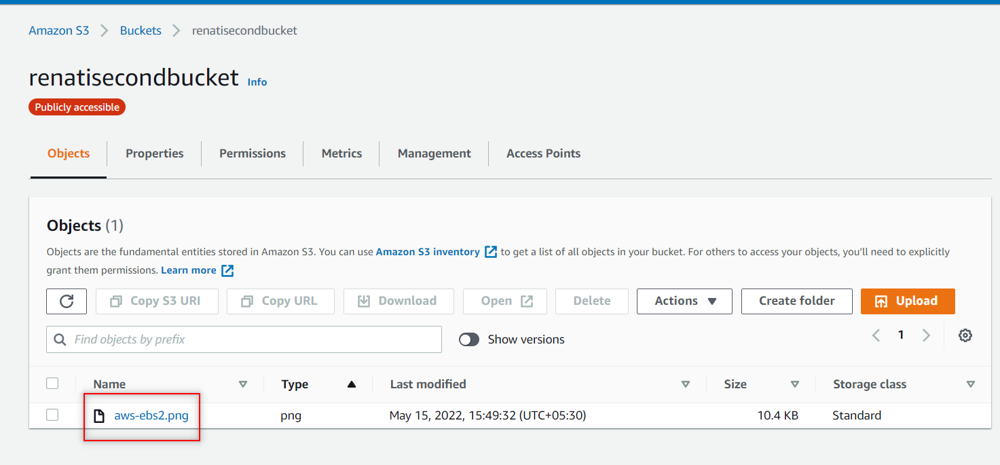 Amazon S3 > Buckets > renatisecondbucket
renatisecondbucket Info
Publicly accessible
Objects Properties Permissions Metrics Management Access Points
Objects (1)
Objects are the fundamental entities stored in Amazon S3. You can use Amazon S3 inventory to get a list of all objects in your bucket. For others to access your objects, you'll need to explicitly
grant them permissions. Learn more
Copy S3 URI Copy URL Download Open Delete Actions Create folder Upload
Find objects by prefix Show versions 1
Name Type Last modified Size Storage class
aws-ebs2.png png May 15, 2022, 15:49:32 (UTC+05:30) 10.4 KB Standard